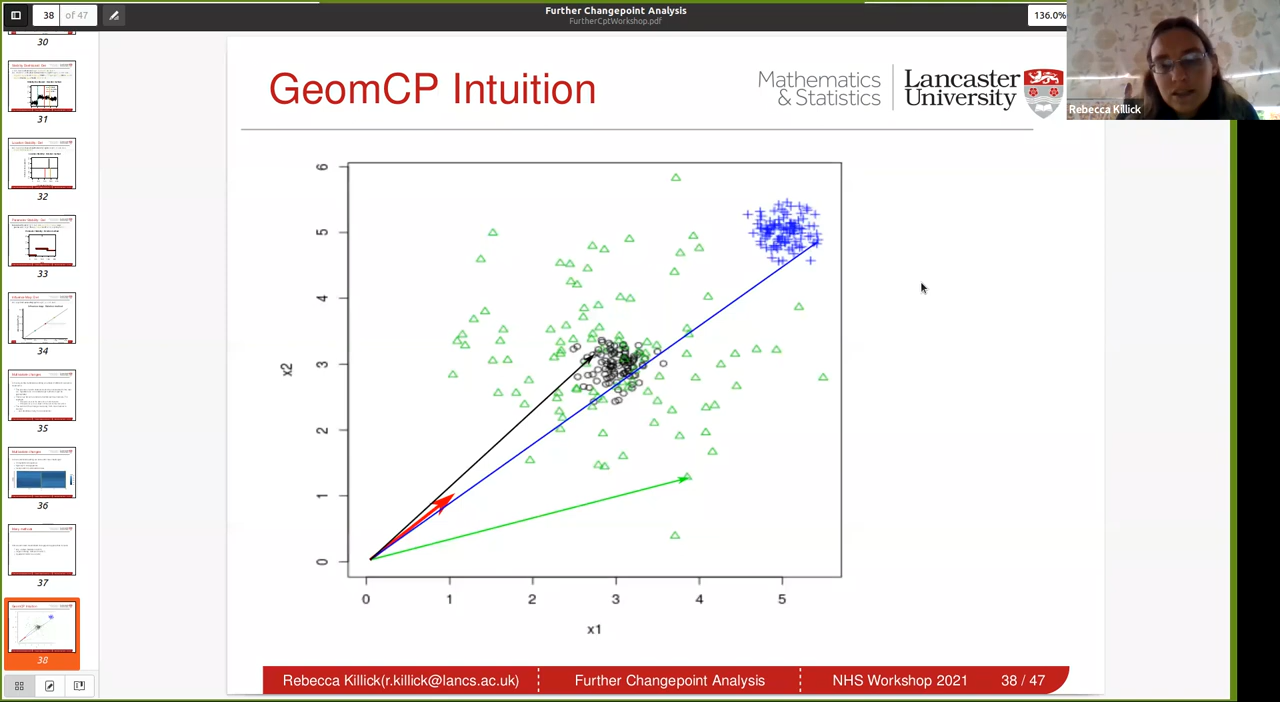 38 of 47
Further Changepoint Analysis
FurtherCptWorkshop.pdf
136.0%
Rebecca Killick
30
31
32
33
34
35
36
37
38
GeomCP Intuition
Mathematics
& Statistics
Lancaster
University
6
5
4
3
2
1
0
x2
0 1 2 3 4 5
x1
Rebecca Killick(r.killick@lancs.ac.uk)
Further Changepoint Analysis
NHS Workshop 2021
38 / 47